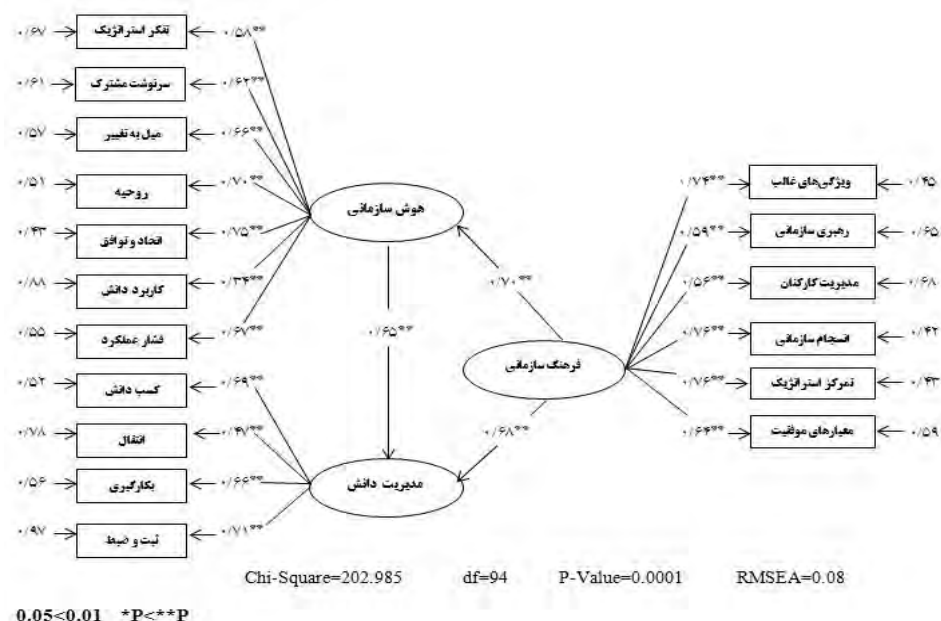 تفکر استراتژیک
سرنوشت مشترک
میل به تغییر
روحیه
اتحاد و توافق
کاربرد دانش
فشار عملکرد
کسب دانش
انتقال
بکارگیری
ثبت و ضبط
۰/۶۷
۰/۶۱
۰/۵۷
۰/۵۱
۰/۴۳
۰/۸۸
۰/۵۵
۰/۵۲
۰/۷۸
۰/۵۶
۰/۹۷
۰/۵۸**
۰/۶۲**
۰/۶۶**
۰/۷۰**
۰/۷۵**
۰/۳۴**
۰/۶۷**
۰/۶۹**
۰/۴۷**
۰/۶۶**
۰/۷۱**
هوش سازمانی
۰/۶۵**
مدیریت دانش
۰/۷۰**
فرهنگ سازمانی
۰/۶۸**
۰/۷۴**
۰/۵۹**
۰/۵۶**
۰/۷۶**
۰/۷۶**
۰/۶۴**
ویژگی‌های غالب
رهبری سازمانی
مدیریت کارکنان
انسجام سازمانی
تمرکز استراتژیک
معیارهای موفقیت
۰/۴۵
۰/۶۵
۰/۶۸
۰/۴۲
۰/۴۳
۰/۵۹
Chi-Square=202.985 df=94 P-Value=0.0001 RMSEA=0.08
0.05<0.01 *P<**P